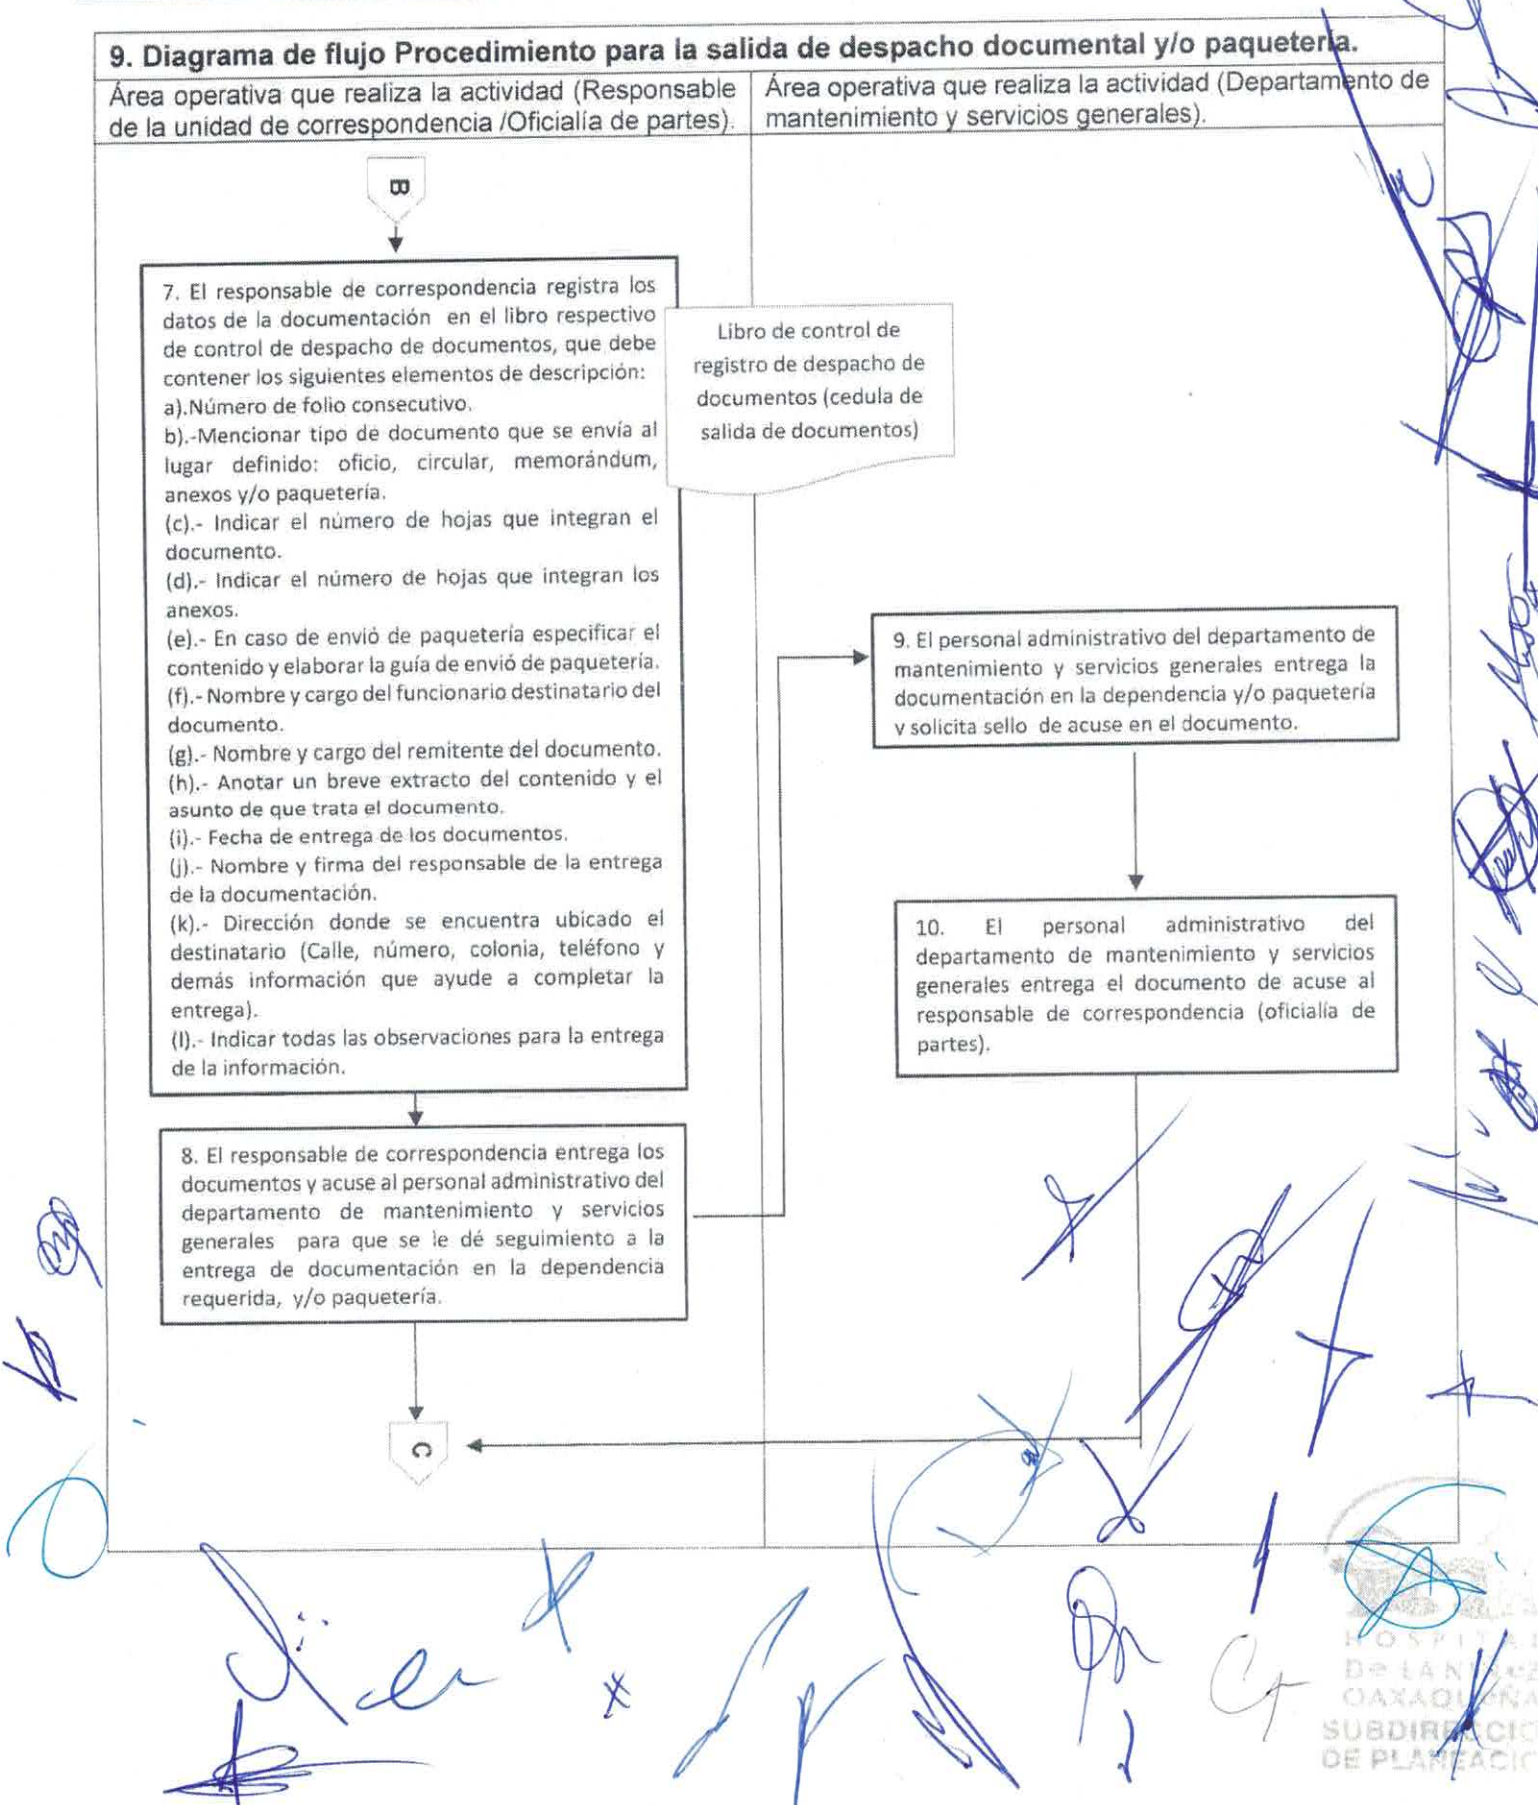 9. Diagrama de flujo Procedimiento para la salida de despacho documental y/o paquetería.
Área operativa que realiza la actividad (Responsable
de la unidad de correspondencia /Oficialía de partes).
Área operativa que realiza la actividad (Departamento de
mantenimiento y servicios generales).
B
7. El responsable de correspondencia registra los
datos de la documentación en el libro respectivo
de control de despacho de documentos, que debe
contener los siguientes elementos de descripción:
a).Número de folio consecutivo.
b).-Mencionar tipo de documento que se envía al
lugar definido: oficio, circular, memorándum,
anexos y/o paquetería.
(c).- Indicar el número de hojas que integran el
documento.
(d).- Indicar el número de hojas que integran los
anexos.
(e).- En caso de envió de paquetería especificar el
contenido y elaborar la guía de envió de paquetería.
(f).- Nombre y cargo del funcionario destinatario del
documento.
(g).- Nombre y cargo del remitente del documento.
(h).- Anotar un breve extracto del contenido y el
asunto de que trata el documento.
(i).- Fecha de entrega de los documentos.
(j).- Nombre y firma del responsable de la entrega
de la documentación.
(k).- Dirección donde se encuentra ubicado el
destinatario (Calle, número, colonia, teléfono y
demás información que ayude a completar la
entrega).
(l).- Indicar todas las observaciones para la entrega
de la información.
Libro de control de
registro de despacho de
documentos (cedula de
salida de documentos)
8. El responsable de correspondencia entrega los
documentos y acuse al personal administrativo del
departamento de mantenimiento y servicios
generales para que se le dé seguimiento a la
entrega de documentación en la dependencia
requerida, y/o paquetería.
9. El personal administrativo del departamento de
mantenimiento y servicios generales entrega la
documentación en la dependencia y/o paquetería
y solicita sello de acuse en el documento.
10. El personal administrativo del
departamento de mantenimiento y servicios
generales entrega el documento de acuse al
responsable de correspondencia (oficialía de
partes).
C
HOSPITAL
OAXAQUEÑA
SUBDIRECCIO
DE PLANEACIO